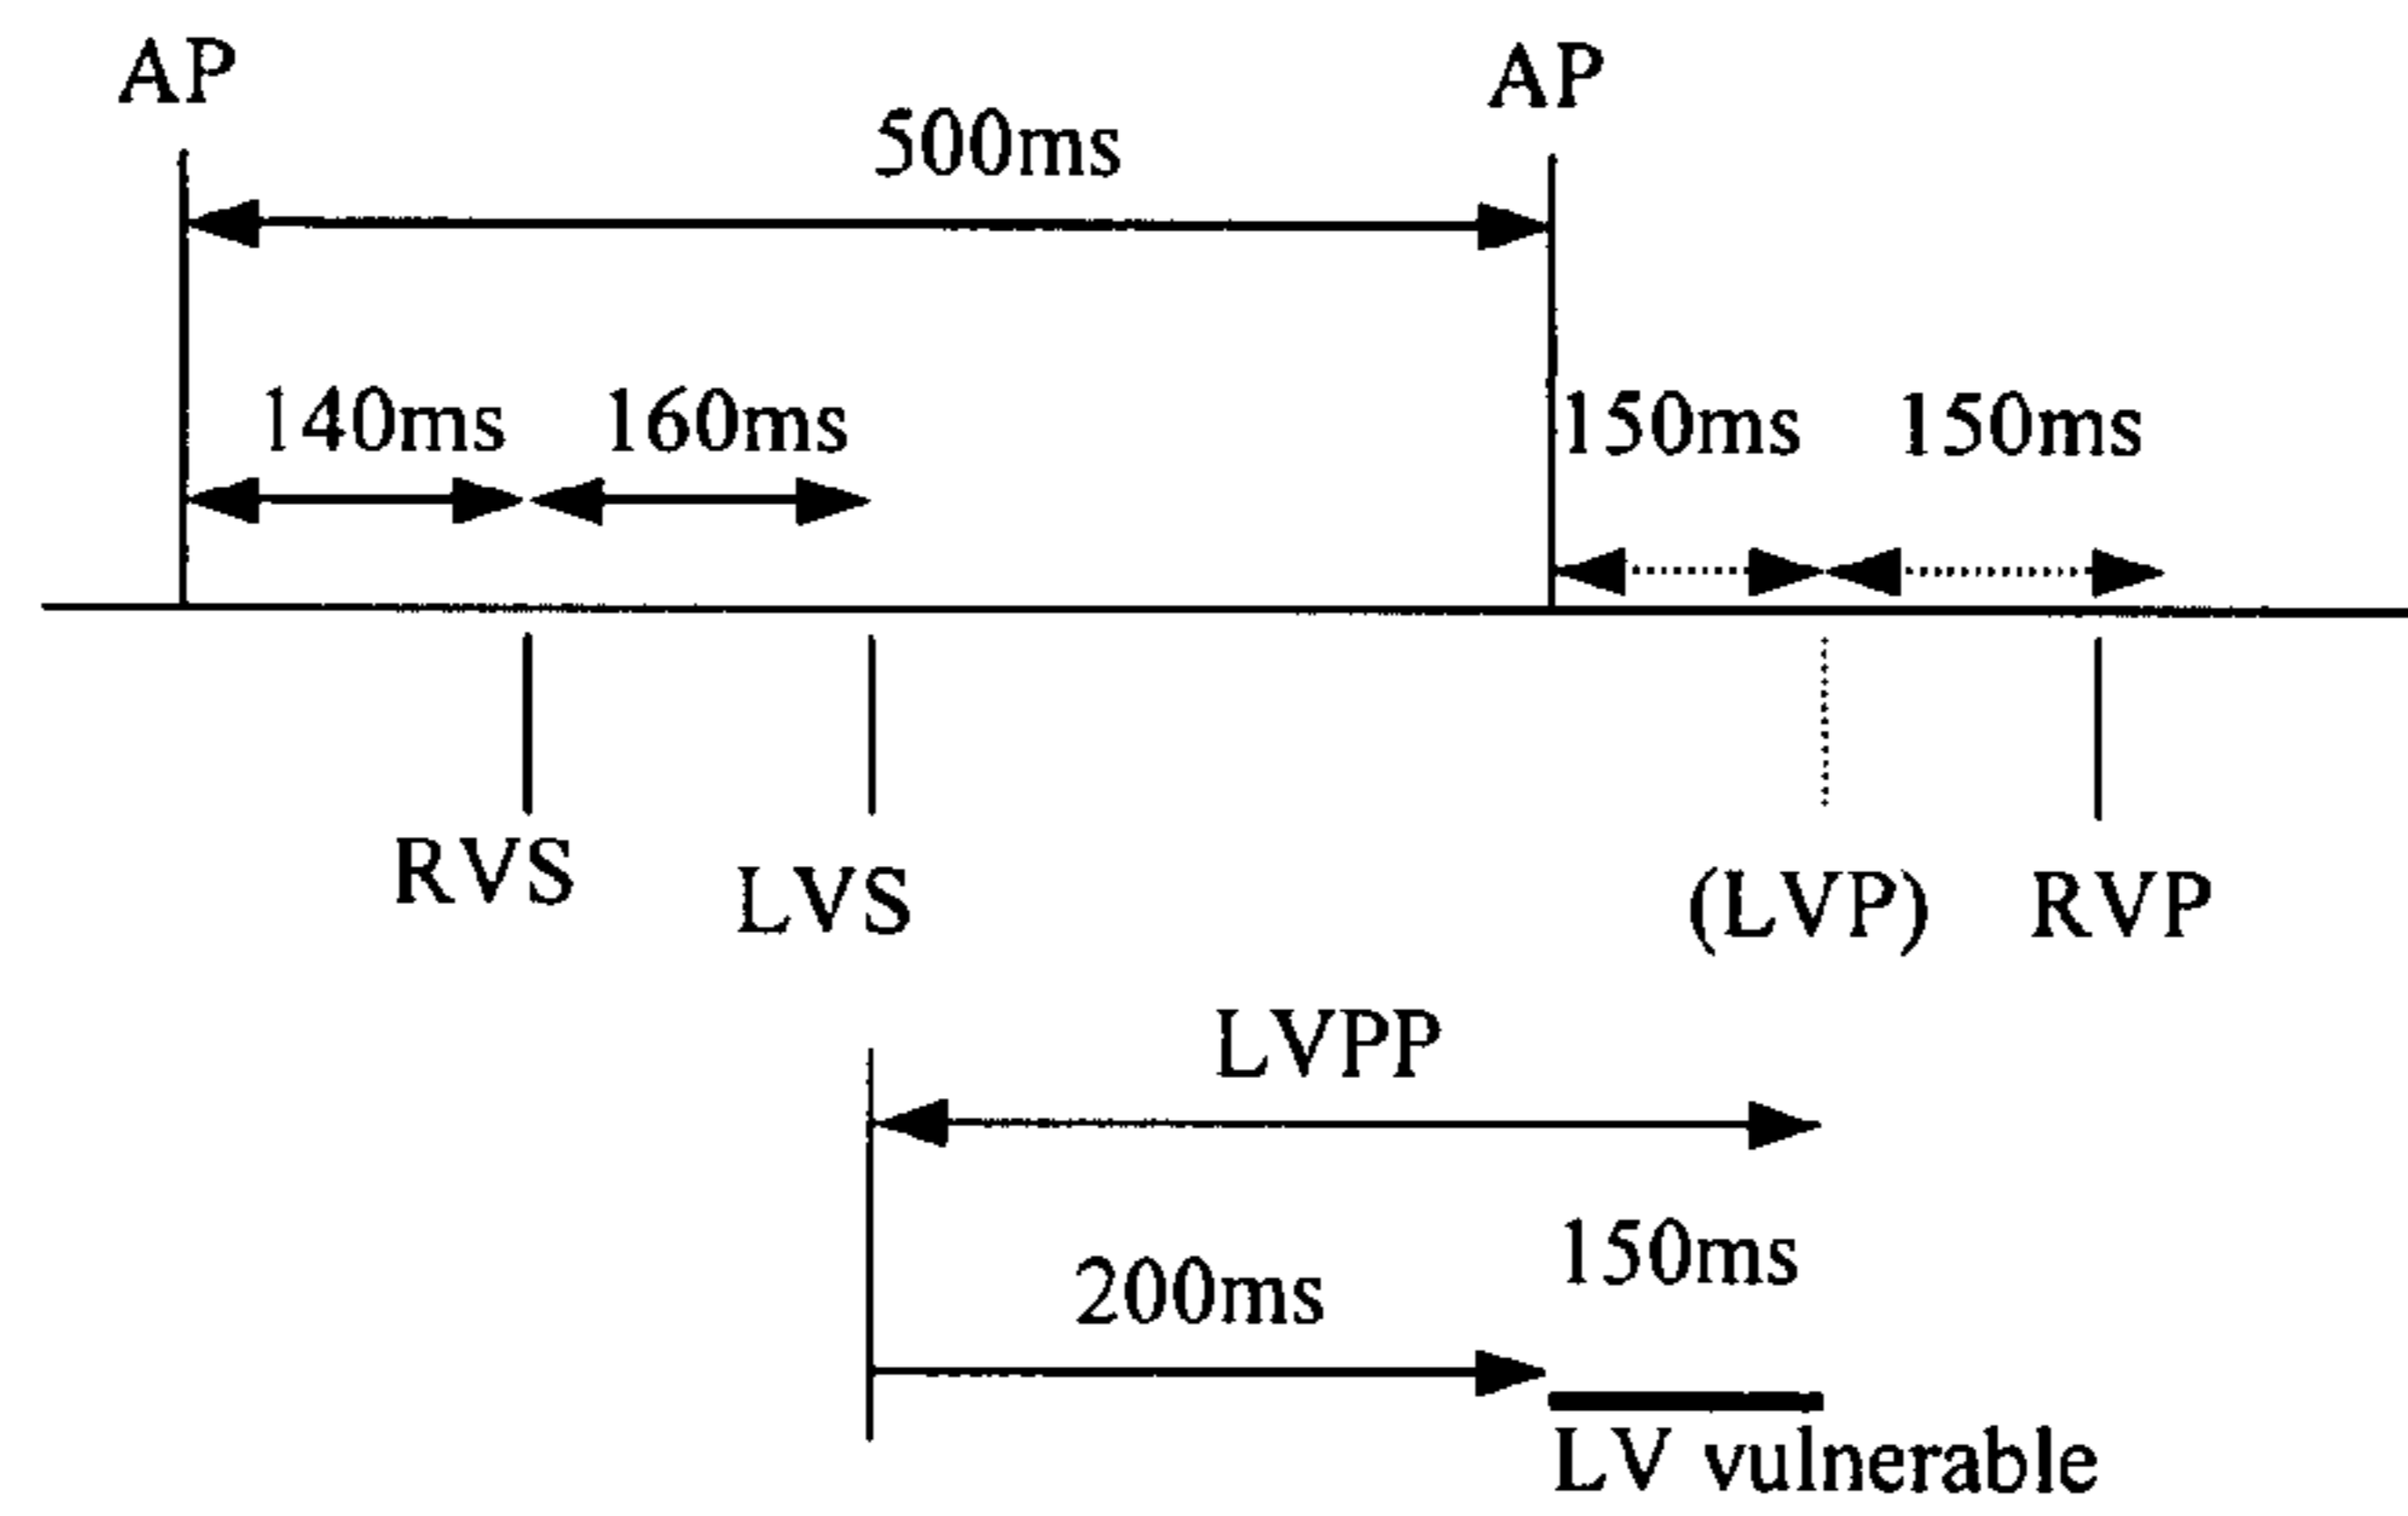 AP
AP
500ms
140ms
160ms
150ms
150ms
RVS
LVS
(LVP)
RVP
LVPP
200ms
150ms
LV vulnerable